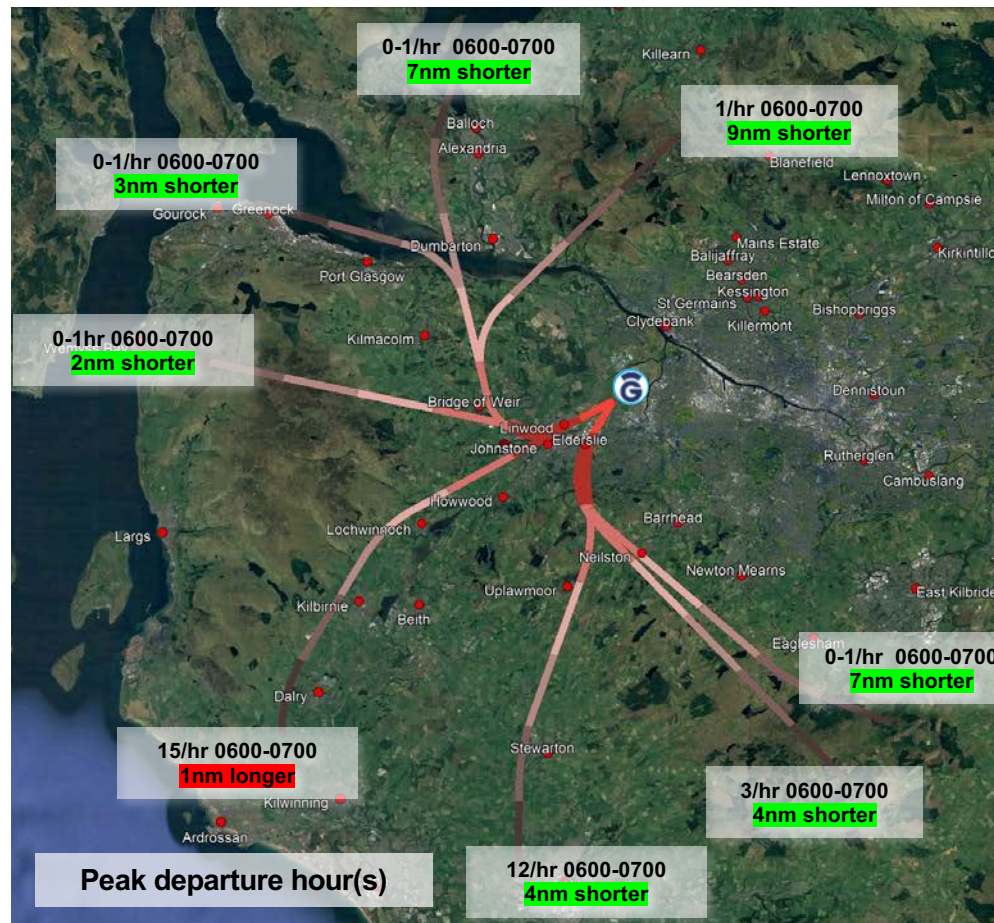 0-1/hr 0600-0700
7nm shorter
Killearn
1/hr 0600-0700
9nm shorter
Balloch
Alexandria
Blanefield
Lennoxtown
Milton of Campsie
0-1/hr 0600-0700
3nm shorter
Gourock
Greenock
Dumbarton
Mains Estate
Balijaffray
Kirkintillo
Port Glasgow
Bearsden
Kessington
St Germains
Killermont
Bishopbriggs
Clydebank
0-1hr 0600-0700
2nm shorter
Kilmacolm
G
Dennistoun
Bridge of Weir
Linwood
Johnstone
Elderslie
Rutherglen
Cambuslang
Howwood
Lochwinnoch
Barrhead
Largs
Neilston
Newton Mearns
Uplawmoor
East Kilbride
Kilbirnie
Beith
Eaglesham
0-1/hr 0600-0700
7nm shorter
Dalry
15/hr 0600-0700
1nm longer
Stewarton
Kilwinning
3/hr 0600-0700
4nm shorter
Ardrossan
12/hr 0600-0700
4nm shorter
Peak departure hour(s)